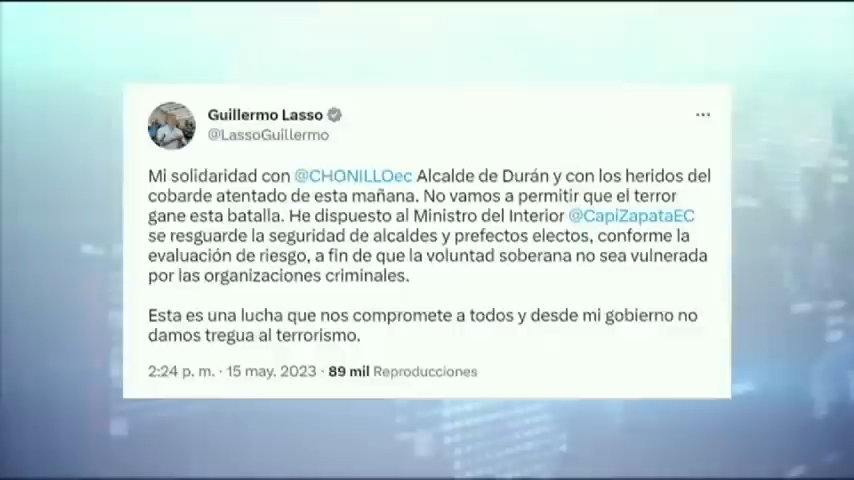 Guillermo Lasso
@LassoGuillermo
Mi solidaridad con @CHONILLOec Alcalde de Durán y con los heridos del
cobarde atentado de esta mañana. No vamos a permitir que el terror
gane esta batalla. He dispuesto al Ministro del Interior @CapiZapataEC
se resguarde la seguridad de alcaldes y prefectos electos, conforme la
evaluación de riesgo, a fin de que la voluntad soberana no sea vulnerada
por las organizaciones criminales.
Esta es una lucha que nos compromete a todos y desde mi gobierno no
damos tregua al terrorismo.
2:24 p. m. · 15 may. 2023 · 89 mil Reproducciones